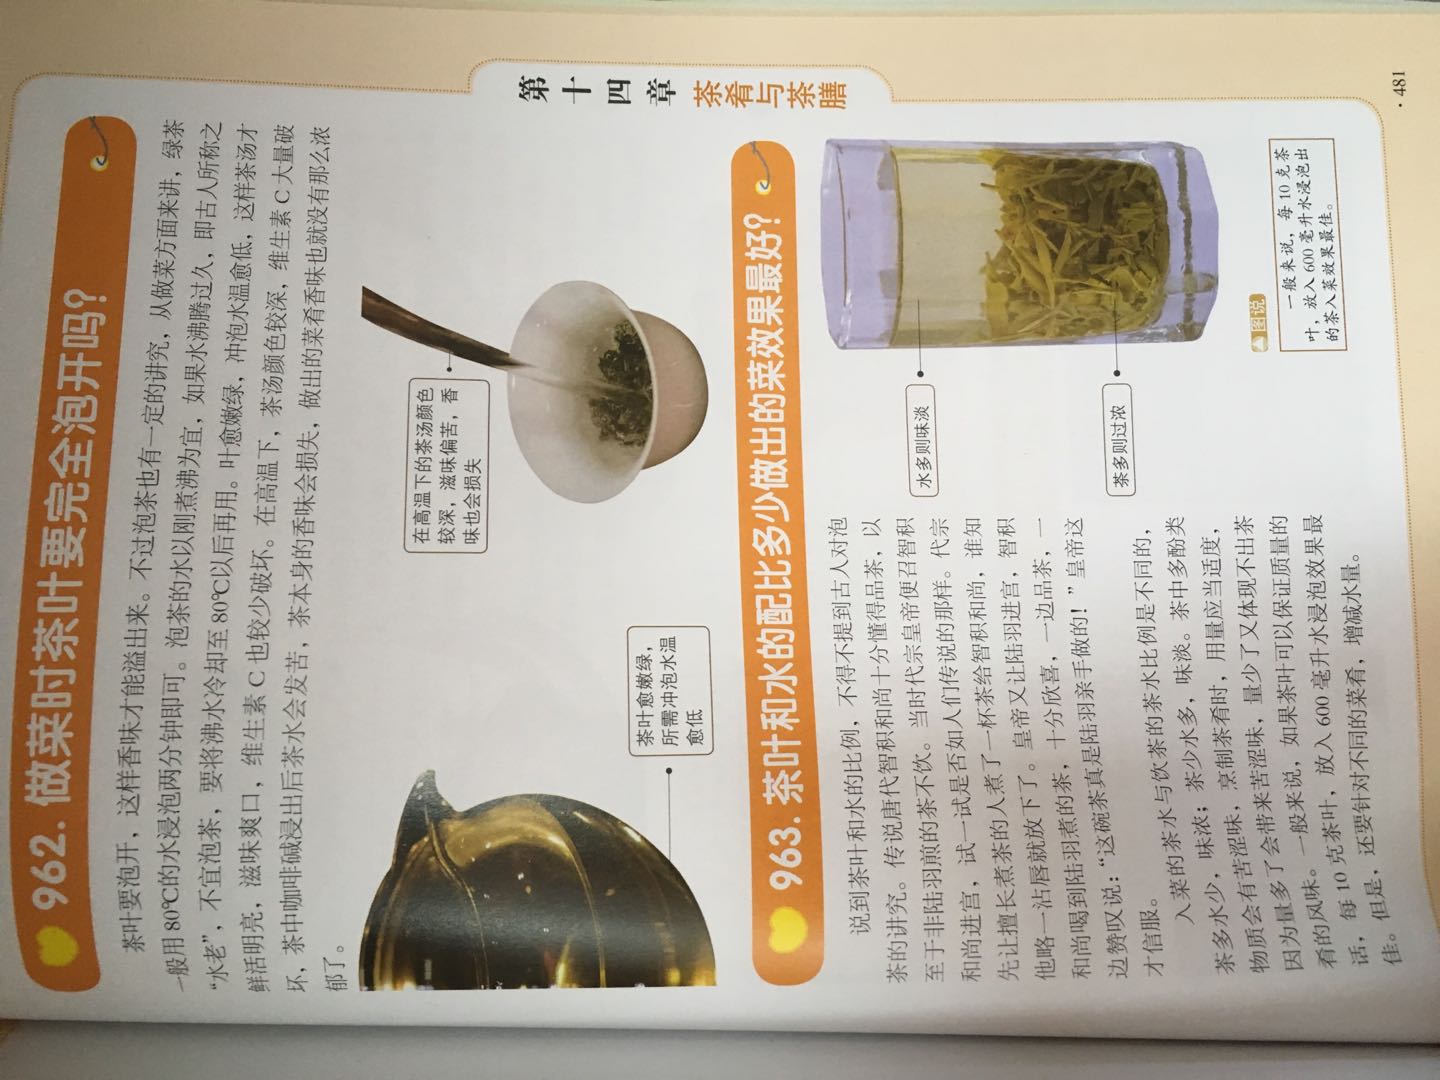 962. 做菜时茶叶要完全泡开吗？
茶叶要泡开，这样香味才能溢出来。不过泡茶也有一定的讲究，从做菜方面来讲，绿茶
一般用80℃的水浸泡两分钟即可。泡茶的水以刚煮沸为宜，如果水沸腾过久，即古人所称之
“水老”，不宜泡茶，要将沸水冷却至80℃以后再用。叶愈嫩绿，冲泡水温愈低，这样茶汤才
鲜活明亮，滋味爽口，维生素C也较少破坏。在高温下，茶汤颜色较深，维生素C大量破
坏，茶中咖啡碱浸出后茶水会发苦，茶本身的香味会损失，做出的菜肴香味也就没有那么浓
郁了。
在高温下的茶汤颜色
较深，滋味偏苦，香
味也会损失
茶叶愈嫩绿，
所需冲泡水温
愈低
963. 茶叶和水的配比多少做出的菜效果最好？
说到茶叶和水的比例，不得不提到古人对泡
茶的讲究。传说唐代智积和尚十分懂得品茶，以
至于非陆羽煎的茶不饮。当时代宗皇帝便召智积
和尚进宫，试一试是否如人们传说的那样。代宗
先让擅长煮茶的人煮了一杯茶给智积和尚，谁知
他略一沾唇就放下了。皇帝又让陆羽进宫，智积
和尚喝到陆羽煮的茶，十分欣喜，一边品茶，一
边赞叹说：“这碗茶真是陆羽亲手做的！”皇帝这
才信服。
入菜的茶水与饮茶的茶水比例是不同的，
茶多水少，味浓；茶少水多，味淡。茶中多酚类
物质会有苦涩味，烹制茶肴时，用量应当适度，
因为量多了会带来苦涩味，量少了又体现不出茶
肴的风味。一般来说，如果茶叶可以保证质量的
话，每10克茶叶，放入600毫升水浸泡效果最
佳。但是，还要针对不同的菜肴，增减水量。
水多则味淡
茶多则过浓
图说
一般来说，每10克茶
叶，放入600毫升水浸泡出
的茶入菜效果最佳。
第十四章 茶肴与茶膳
·481